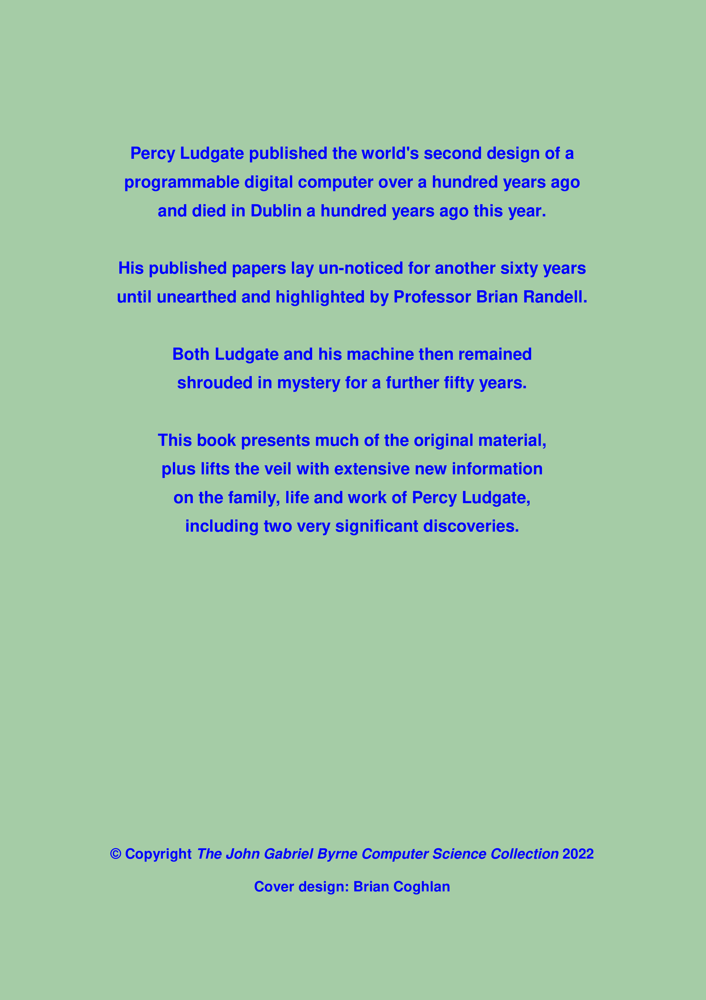 Percy Ludgate published the world's second design of a
programmable digital computer over a hundred years ago
and died in Dublin a hundred years ago this year.
His published papers lay un-noticed for another sixty years
until unearthed and highlighted by Professor Brian Randell.
Both Ludgate and his machine then remained
shrouded in mystery for a further fifty years.
This book presents much of the original material,
plus lifts the veil with extensive new information
on the family, life and work of Percy Ludgate,
including two very significant discoveries.
© Copyright The John Gabriel Byrne Computer Science Collection 2022
Cover design: Brian Coghlan